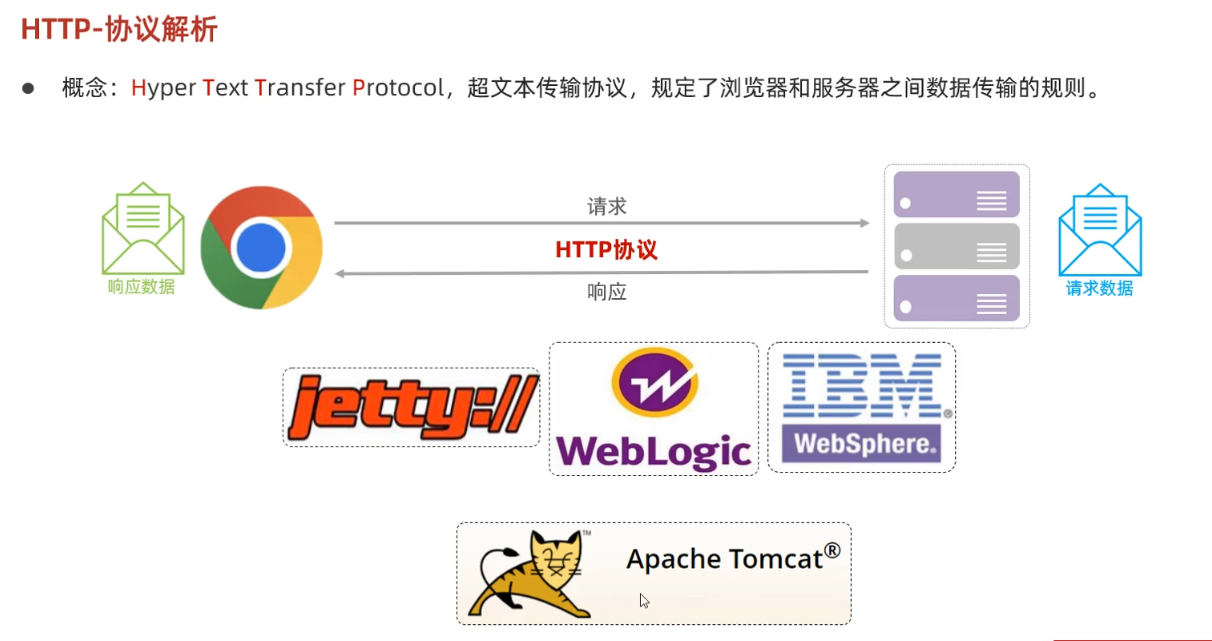 HTTP-协议解析
● 概念：Hyper Text Transfer Protocol，超文本传输协议，规定了浏览器和服务器之间数据传输的规则。
请求
HTTP协议
响应
响应数据
请求数据
jetty://
WebLogic
IBM®
WebSphere.
Apache Tomcat®
TM